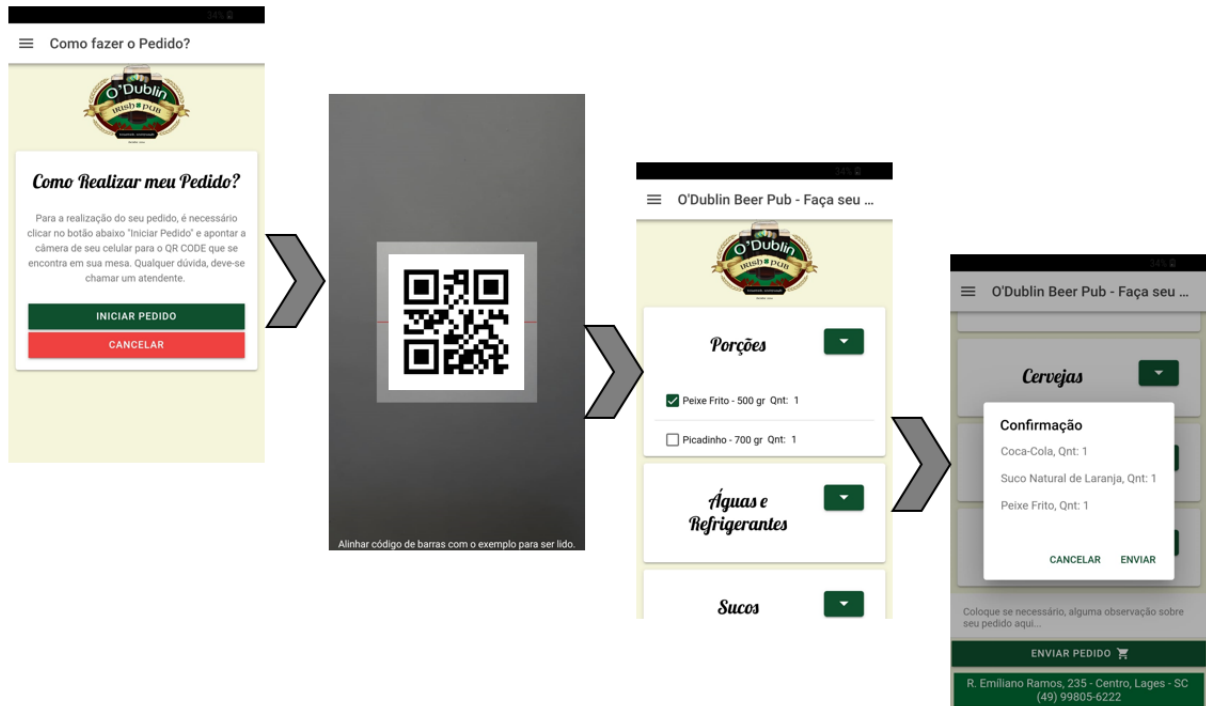 34%
Como fazer o Pedido?
O'Dublin
IRISH PUB
Como Realizar meu Pedido?
Para a realização do seu pedido, é necessário
clicar no botão abaixo "Iniciar Pedido" e apontar a
câmera de seu celular para o QR CODE que se
encontra em sua mesa. Qualquer dúvida, deve-se
chamar um atendente.
INICIAR PEDIDO
CANCELAR
Alinhar código de barras com o exemplo para ser lido.
34%
O'Dublin Beer Pub - Faça seu ...
O'Dublin
IRISH PUB
Porções
Peixe Frito - 500 gr Qnt: 1
Picadinho - 700 gr Qnt: 1
Águas e
Refrigerantes
Sucos
34%
O'Dublin Beer Pub - Faça seu ...
Cervejas
Confirmação
Coca-Cola, Qnt: 1
Suco Natural de Laranja, Qnt: 1
Peixe Frito, Qnt: 1
CANCELAR ENVIAR
Coloque se necessário, alguma observação sobre
seu pedido aqui...
ENVIAR PEDIDO
R. Emíliano Ramos, 235 - Centro, Lages - SC
(49) 99805-6222